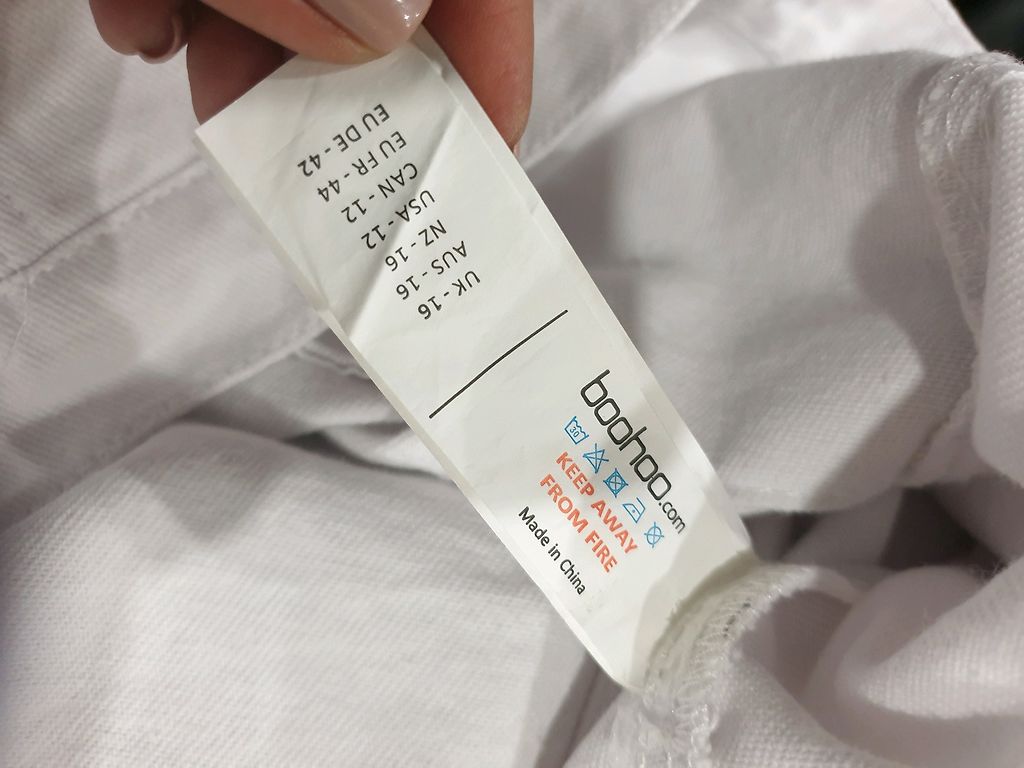 boohoo.com
30
KEEP AWAY
FROM FIRE
Made in China
UK - 16
AUS - 16
NZ - 16
USA - 12
CAN - 12
EU FR - 44
EU DE - 42